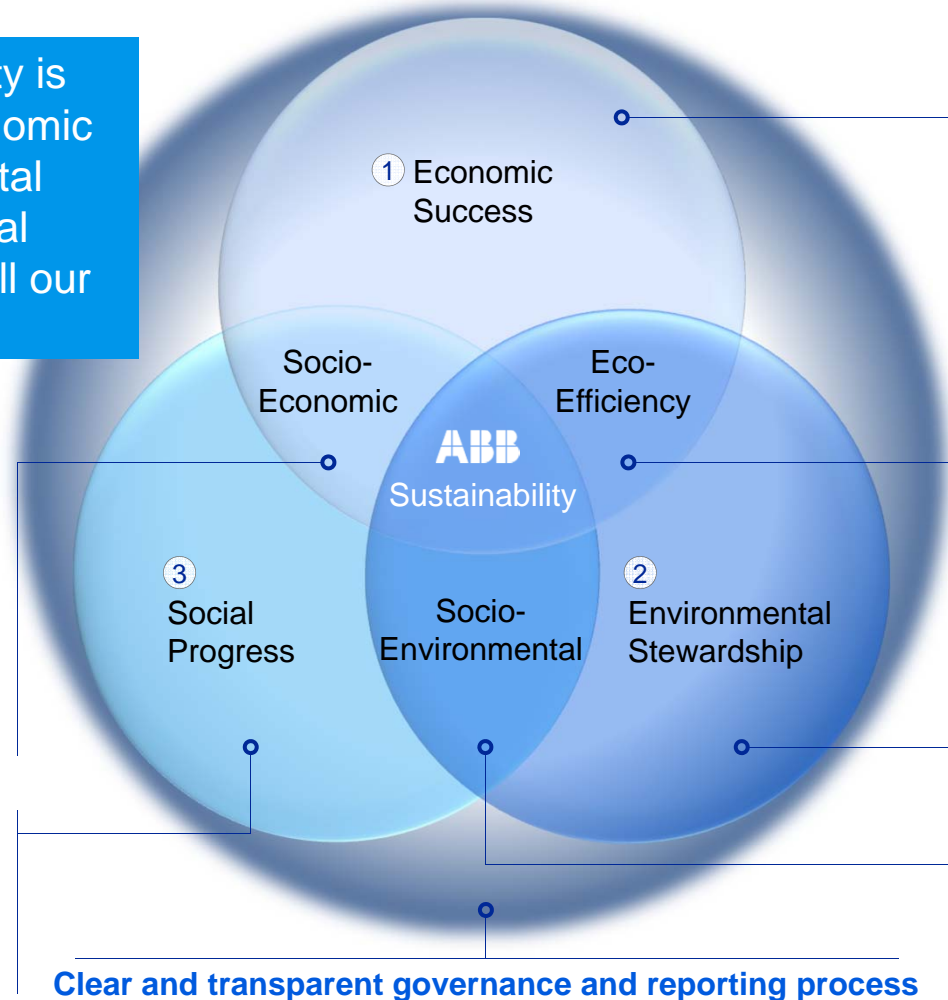 ty is
omic
tal
al
ll our
1 Economic
Success
Socio-
Economic
Eco-
Efficiency
ABB
Sustainability
3
Social
Progress
Socio-
Environmental
2
Environmental
Stewardship
Clear and transparent governance and reporting process